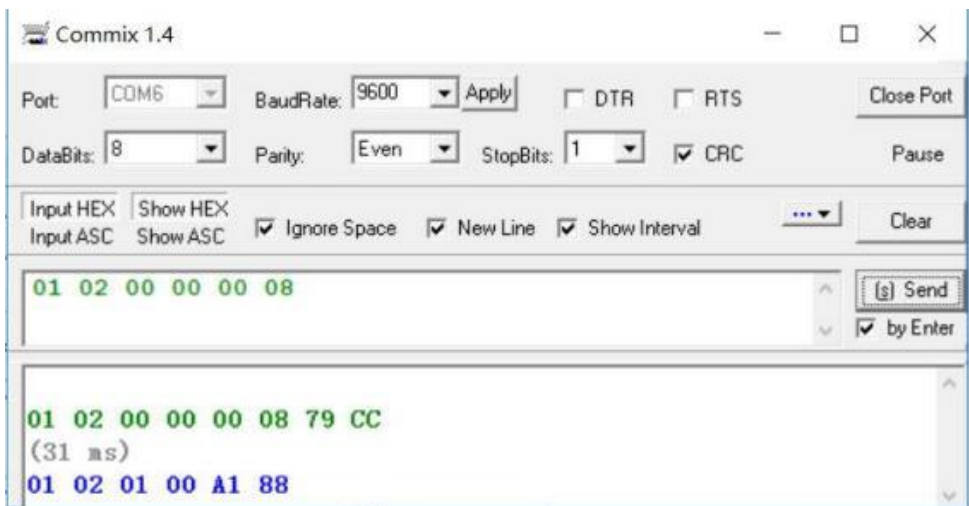 Commix 1.4
Port: COM6 BaudRate: 9600 Apply DTR RTS Close Port
DataBits: 8 Parity: Even StopBits: 1 CRC Pause
Input HEX Show HEX
Input ASC Show ASC
Ignore Space New Line Show Interval ... Clear
01 02 00 00 00 08
(s) Send
by Enter
01 02 00 00 00 08 79 CC
(31 ms)
01 02 01 00 A1 88